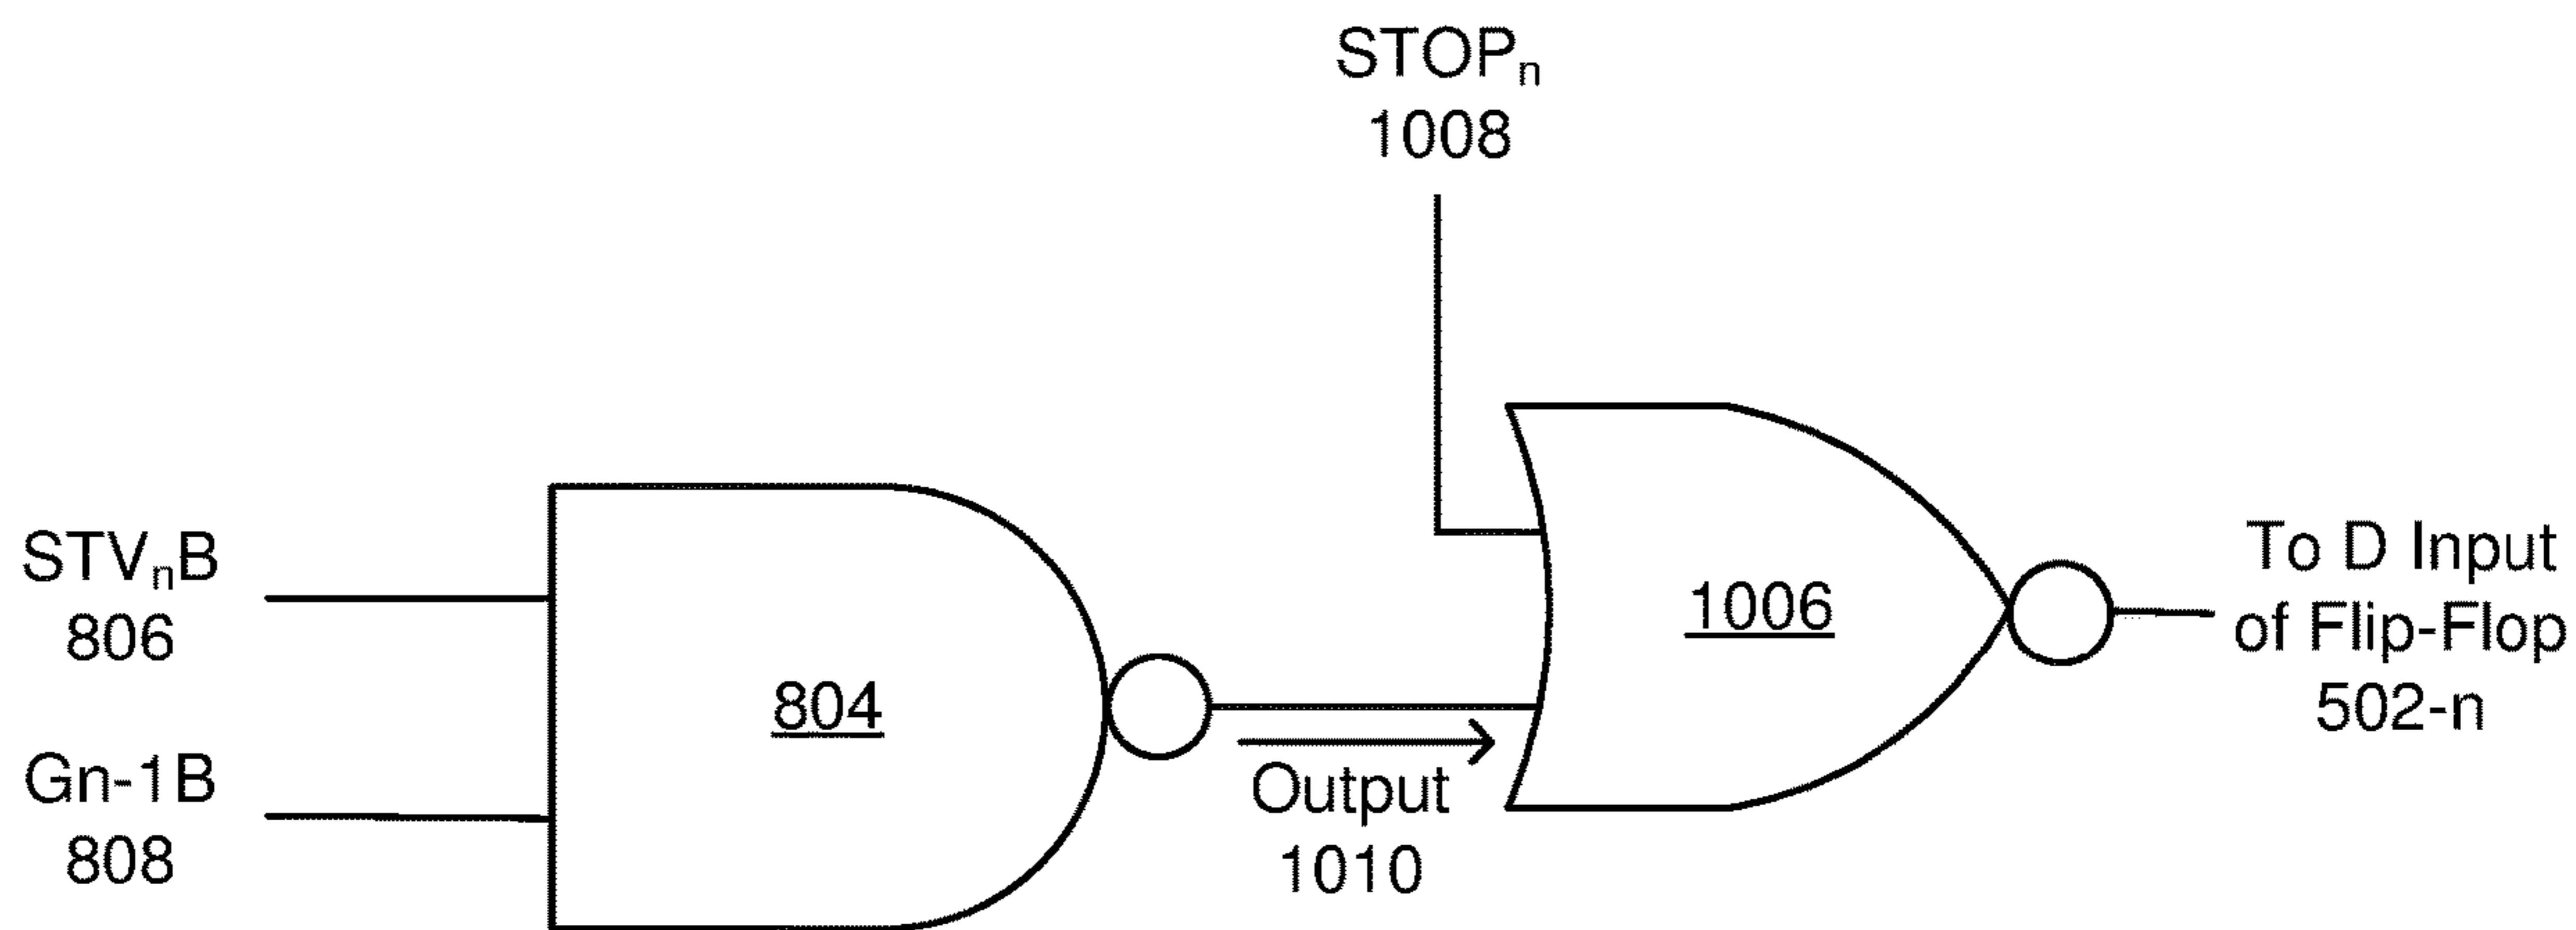 STOPₙ
1008
STVₙB
806
Gn-1B
808
804
Output
1010
1006
To D Input
of Flip-Flop
502-n